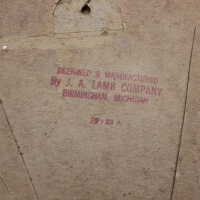 DESIGNED & MANUFACTURED
By J. A. LAMB COMPANY
BIRMINGHAM, MICHIGAN